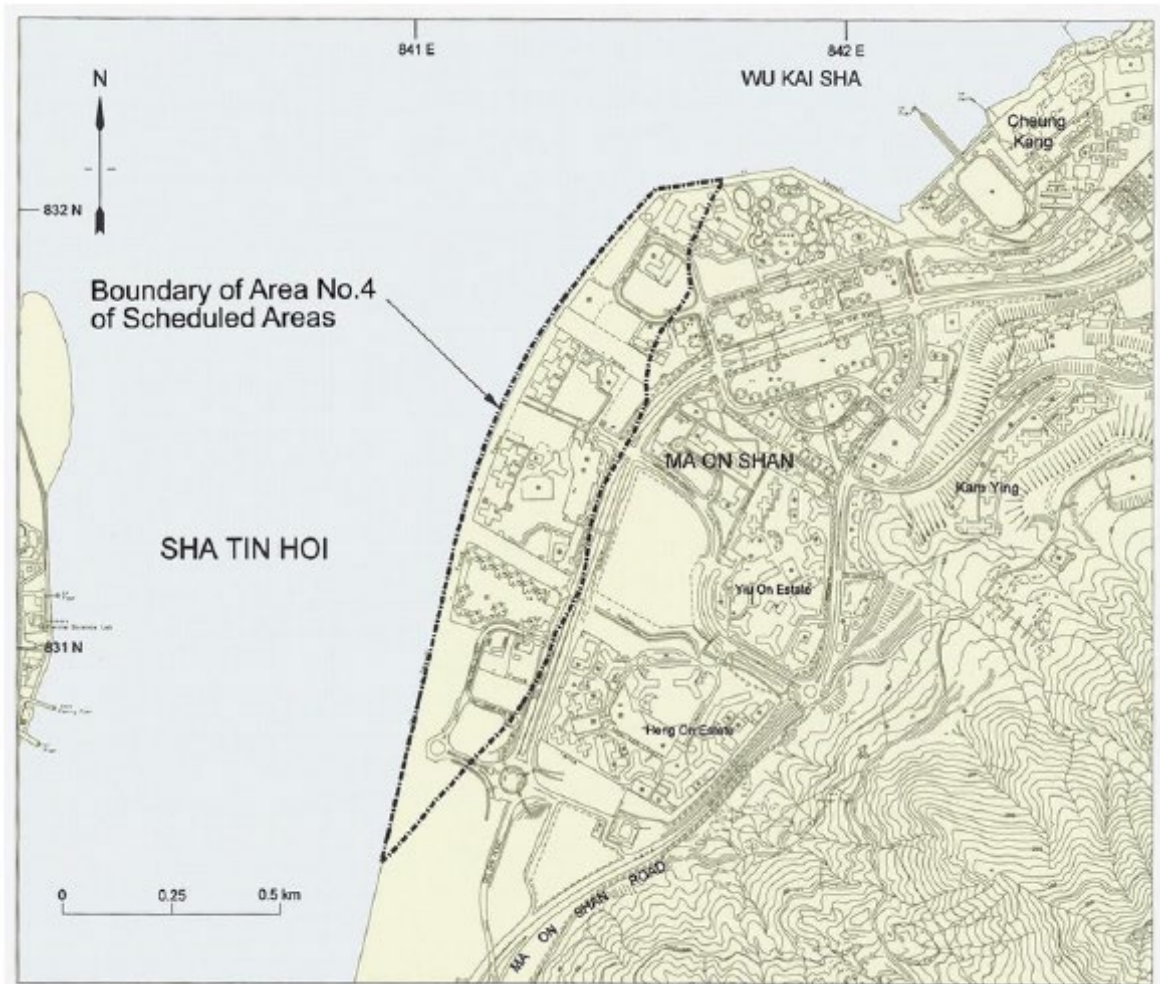 841 E
842 E
N
WU KAI SHA
Cheung
Kang
832 N
Boundary of Area No.4
of Scheduled Areas
MA ON SHAN
Kam Ying
SHA TIN HOI
Yiu On Estate
831 N
Heng On Estate
0 0.25 0.5 km
MA ON SHAN ROAD